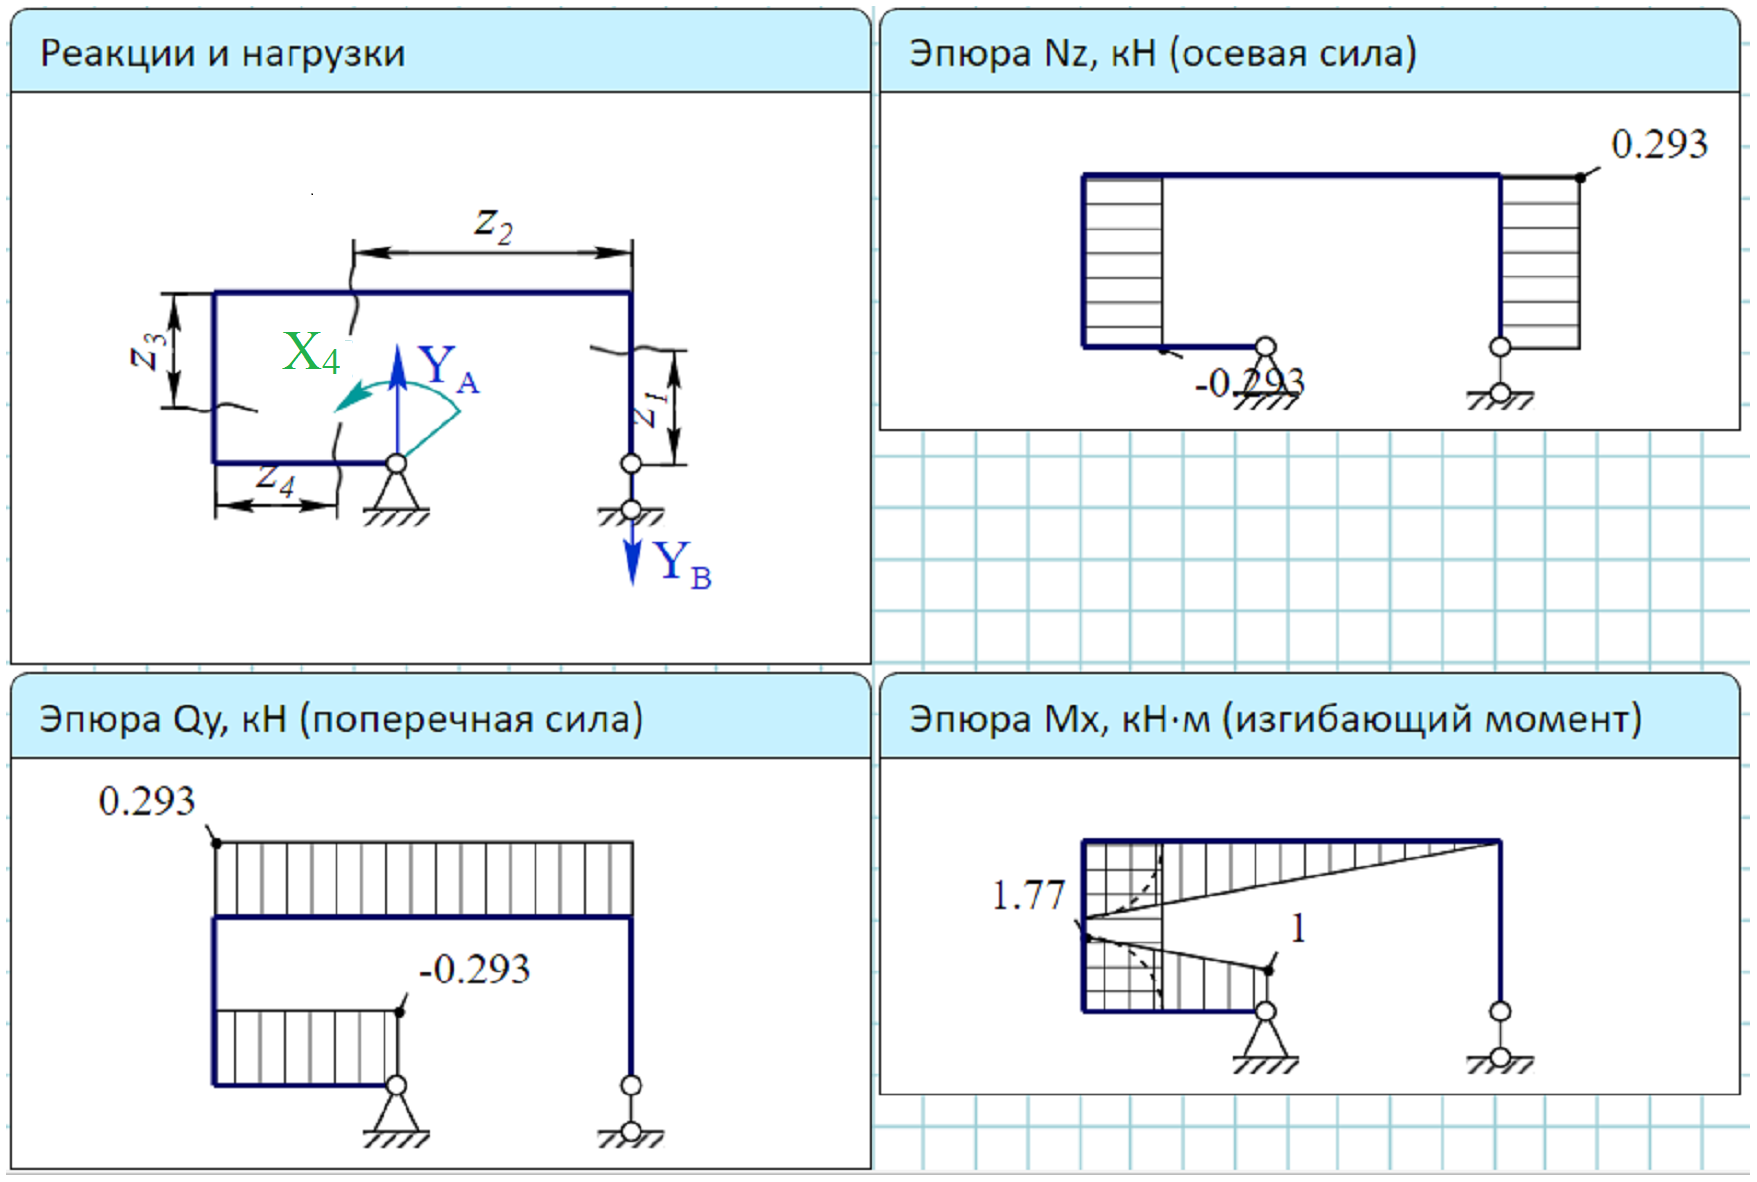 Реакции и нагрузки
z2
z3
X4
YA
z1
z4
YB
Эпюра Nz, кН (осевая сила)
0.293
-0.293
Эпюра Qy, кН (поперечная сила)
0.293
-0.293
Эпюра Mx, кН·м (изгибающий момент)
1.77
1